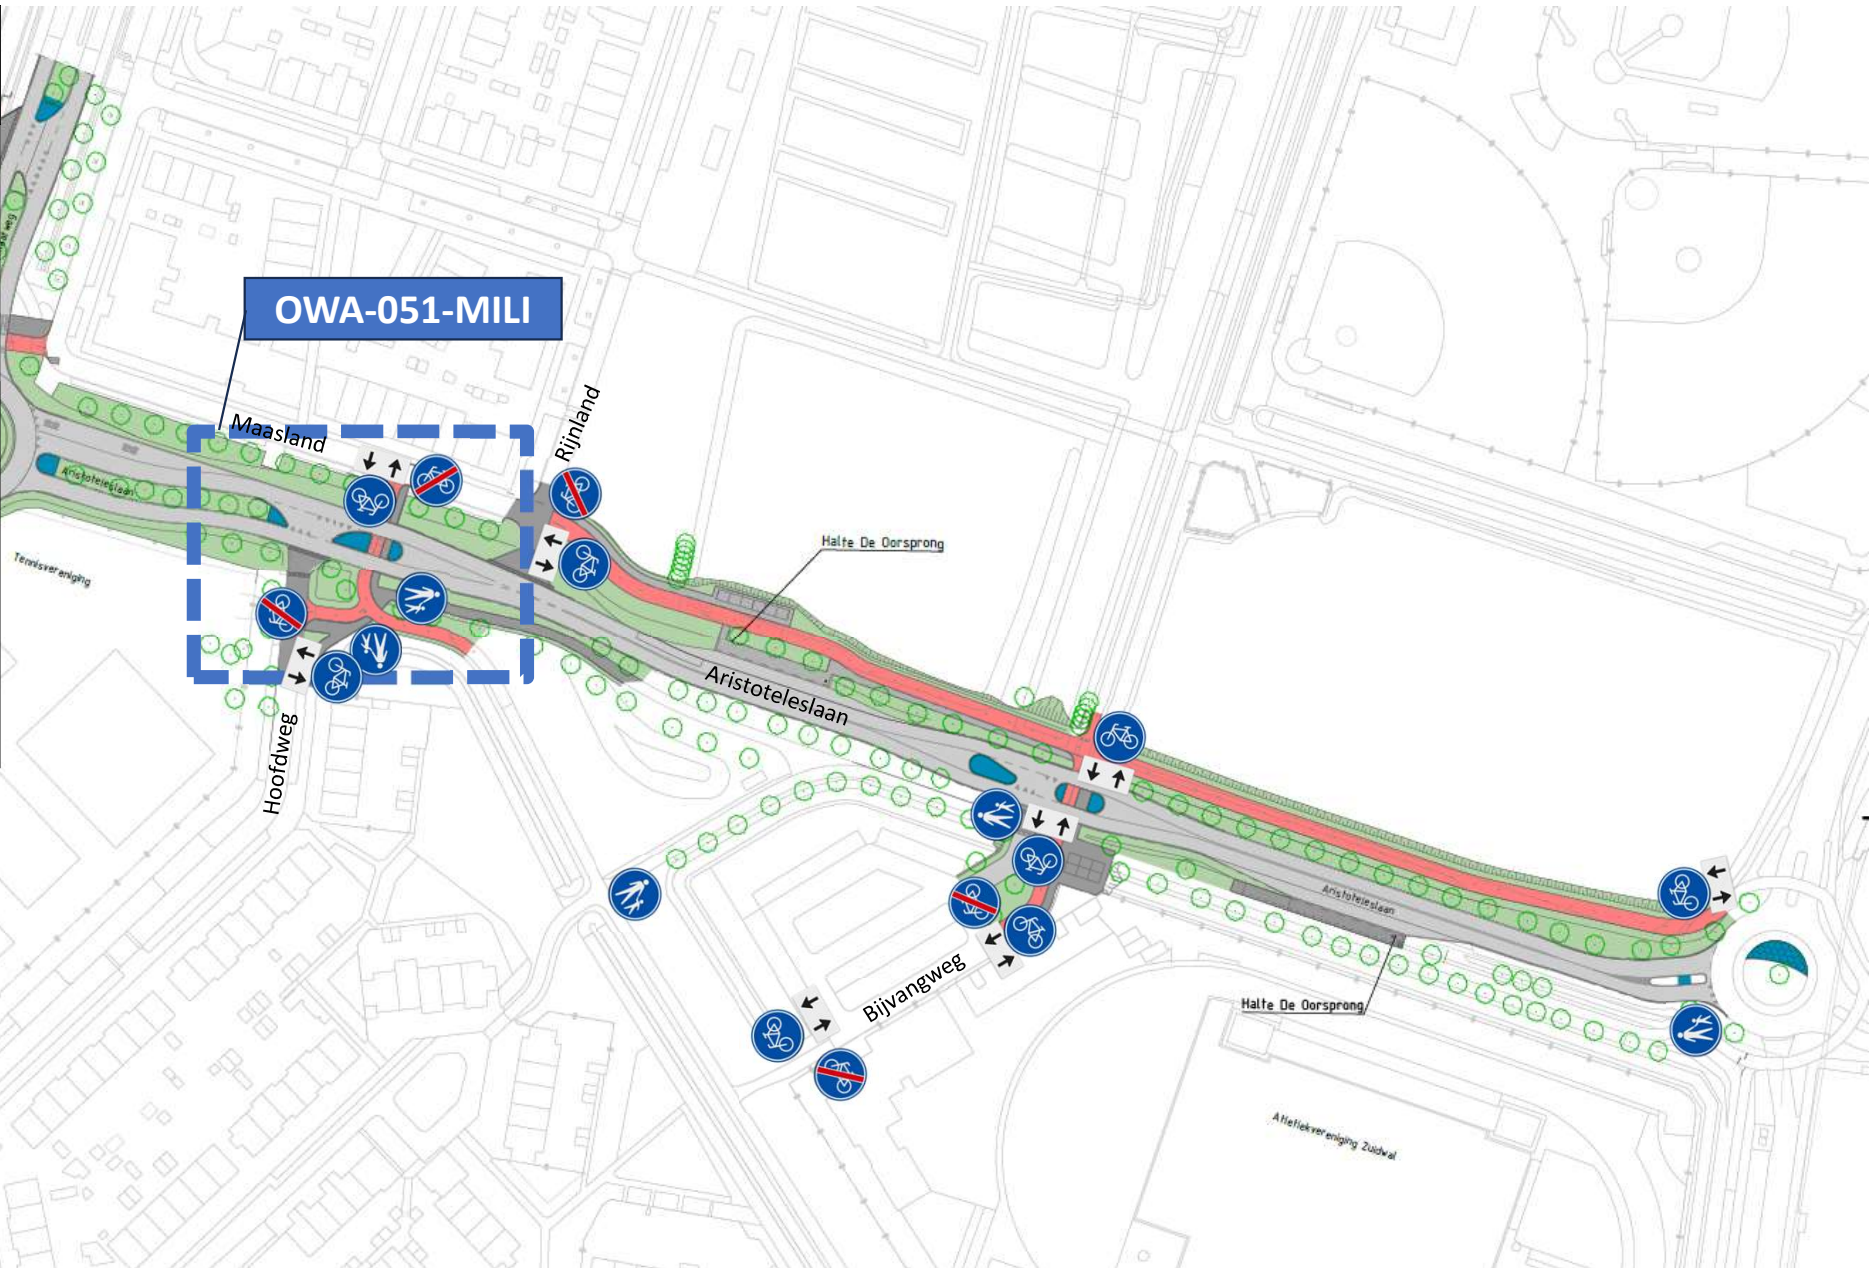 OWA-051-MILI
Maasland
Rijnland
Aristoteleslaan
Tennisvereniging
Halte De Oorsprong
Aristoteleslaan
Hoofdweg
Aristoteleslaan
Bijvangweg
Halte De Oorsprong
Atletiekvereniging Zuidwal